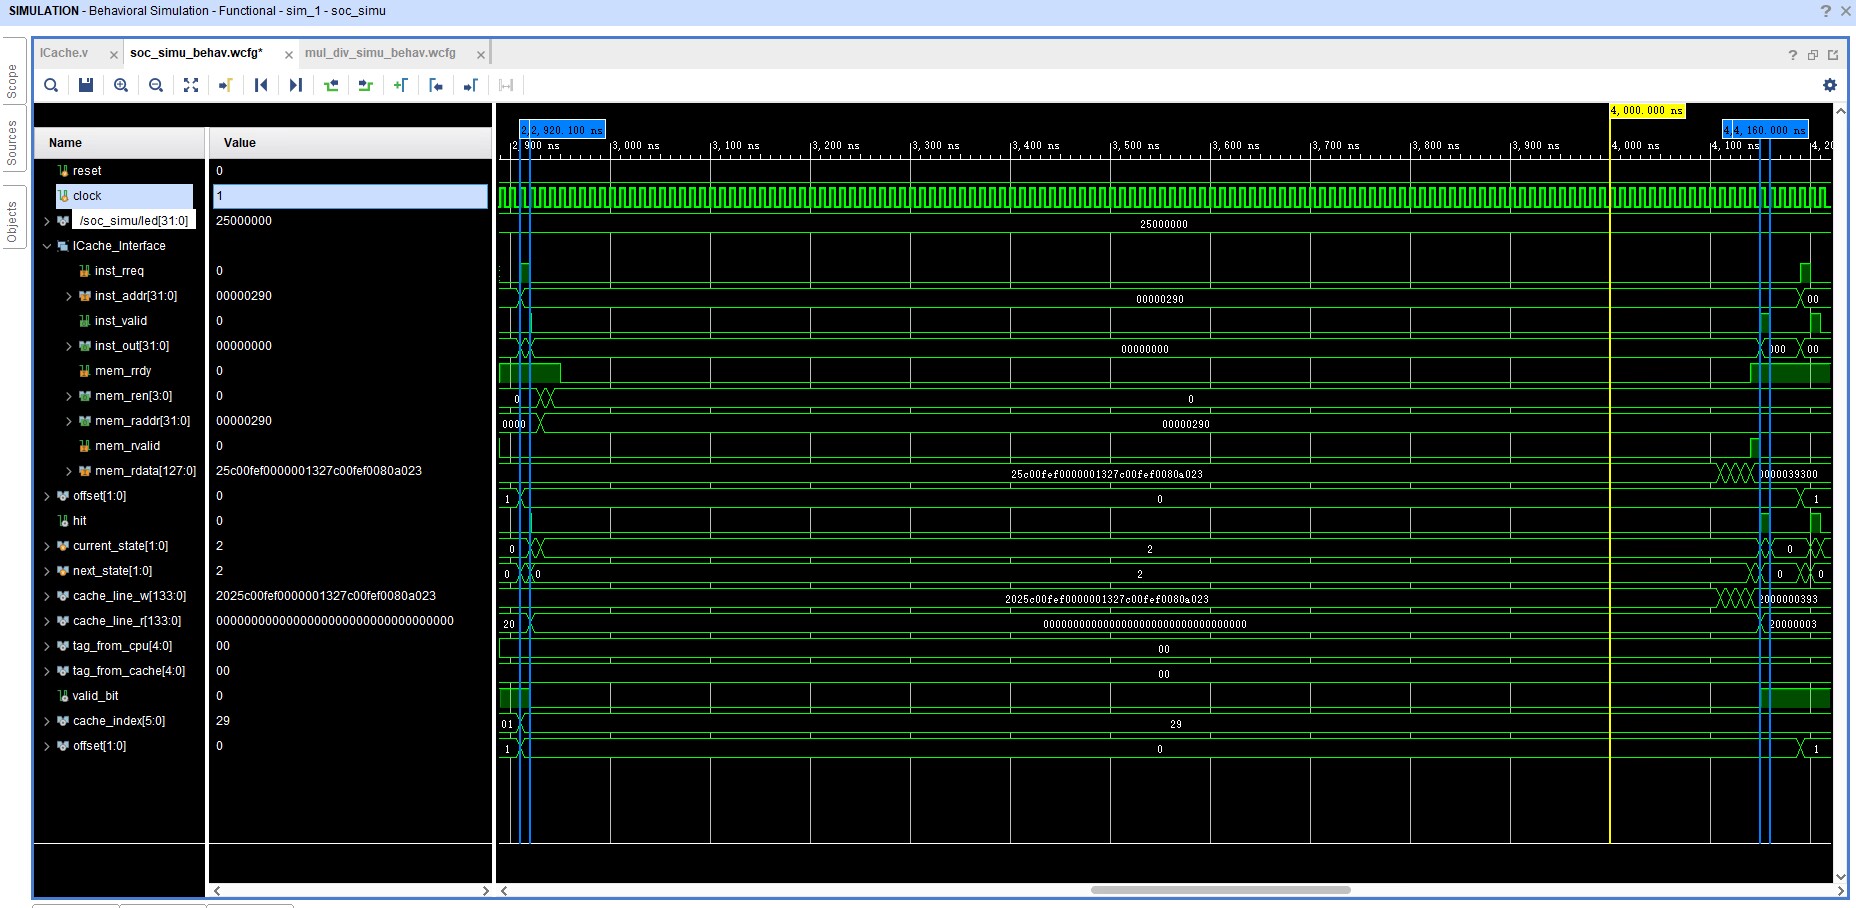 SIMULATION - Behavioral Simulation - Functional - sim_1 - soc_simu
Scope
Sources
Objects
ICache.v
soc_simu_behav.wcfg*
mul_div_simu_behav.wcfg
4,000.000 ns
2,920.100 ns
4,160.000 ns
2,900 ns 3,000 ns 3,100 ns 3,200 ns 3,300 ns 3,400 ns 3,500 ns 3,600 ns 3,700 ns 3,800 ns 3,900 ns 4,000 ns 4,100 ns 4,20
Name Value
reset 0
clock 1
/soc_simu/led[31:0] 25000000 25000000
ICache_Interface
inst_rreq 0
inst_addr[31:0] 00000290 00000290 00
inst_valid 0
inst_out[31:0] 00000000 00000000 000 00
mem_rrdy 0
mem_ren[3:0] 0 0 0
mem_raddr[31:0] 00000290 0000 00000290
mem_rvalid 0
mem_rdata[127:0] 25c00fef0000001327c00fef0080a023 25c00fef0000001327c00fef0080a023 0000039300
offset[1:0] 0 1 0 1
hit 0
current_state[1:0] 2 0 2 0
next_state[1:0] 2 0 0 2 0 0
cache_line_w[133:0] 2025c00fef0000001327c00fef0080a023 2025c00fef0000001327c00fef0080a023 2000000393
cache_line_r[133:0] 0000000000000000000000000000000000 20 0000000000000000000000000000000000 20000003
tag_from_cpu[4:0] 00 00
tag_from_cache[4:0] 00 00
valid_bit 0
cache_index[5:0] 29 01 29
offset[1:0] 0 1 0 1